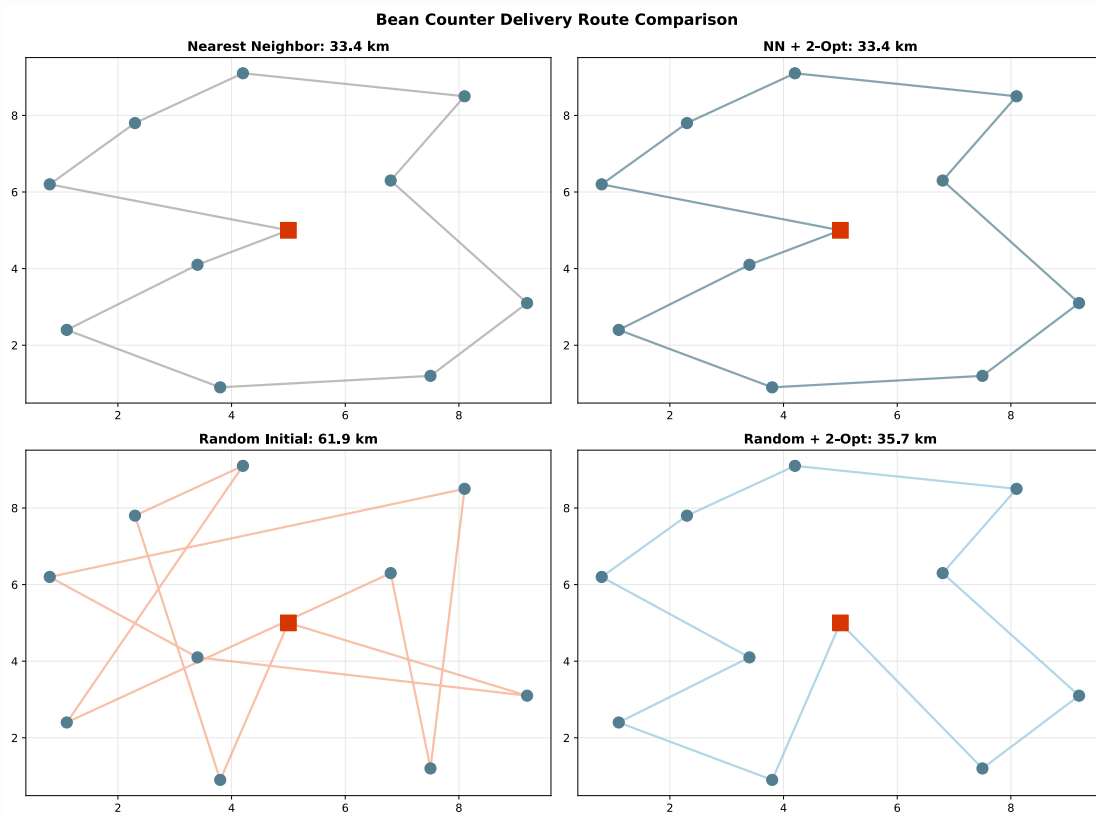 Bean Counter Delivery Route Comparison
Nearest Neighbor: 33.4 km
8
6
4
2
2 4 6 8
NN + 2-Opt: 33.4 km
8
6
4
2
2 4 6 8
Random Initial: 61.9 km
8
6
4
2
2 4 6 8
Random + 2-Opt: 35.7 km
8
6
4
2
2 4 6 8